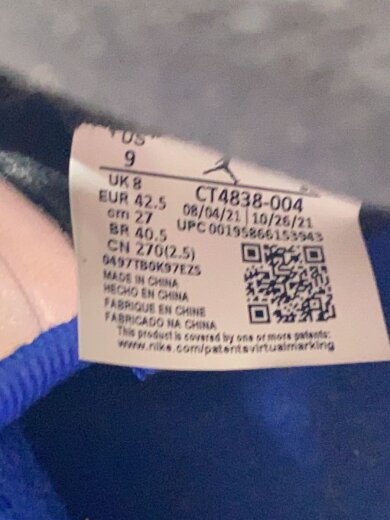 US
9
UK 8
EUR 42.5
cm 27
BR 40.5
CN 270(2.5)
0497TB0K97EZ5
MADE IN CHINA
HECHO EN CHINA
FABRIQUE EN CHINE
FABRICADO NA CHINA
CT4838-004
08/04/21 | 10/26/21
UPC 00195866153943
This product is covered by one or more patents:
www.nike.com/patentsvirtualmarking